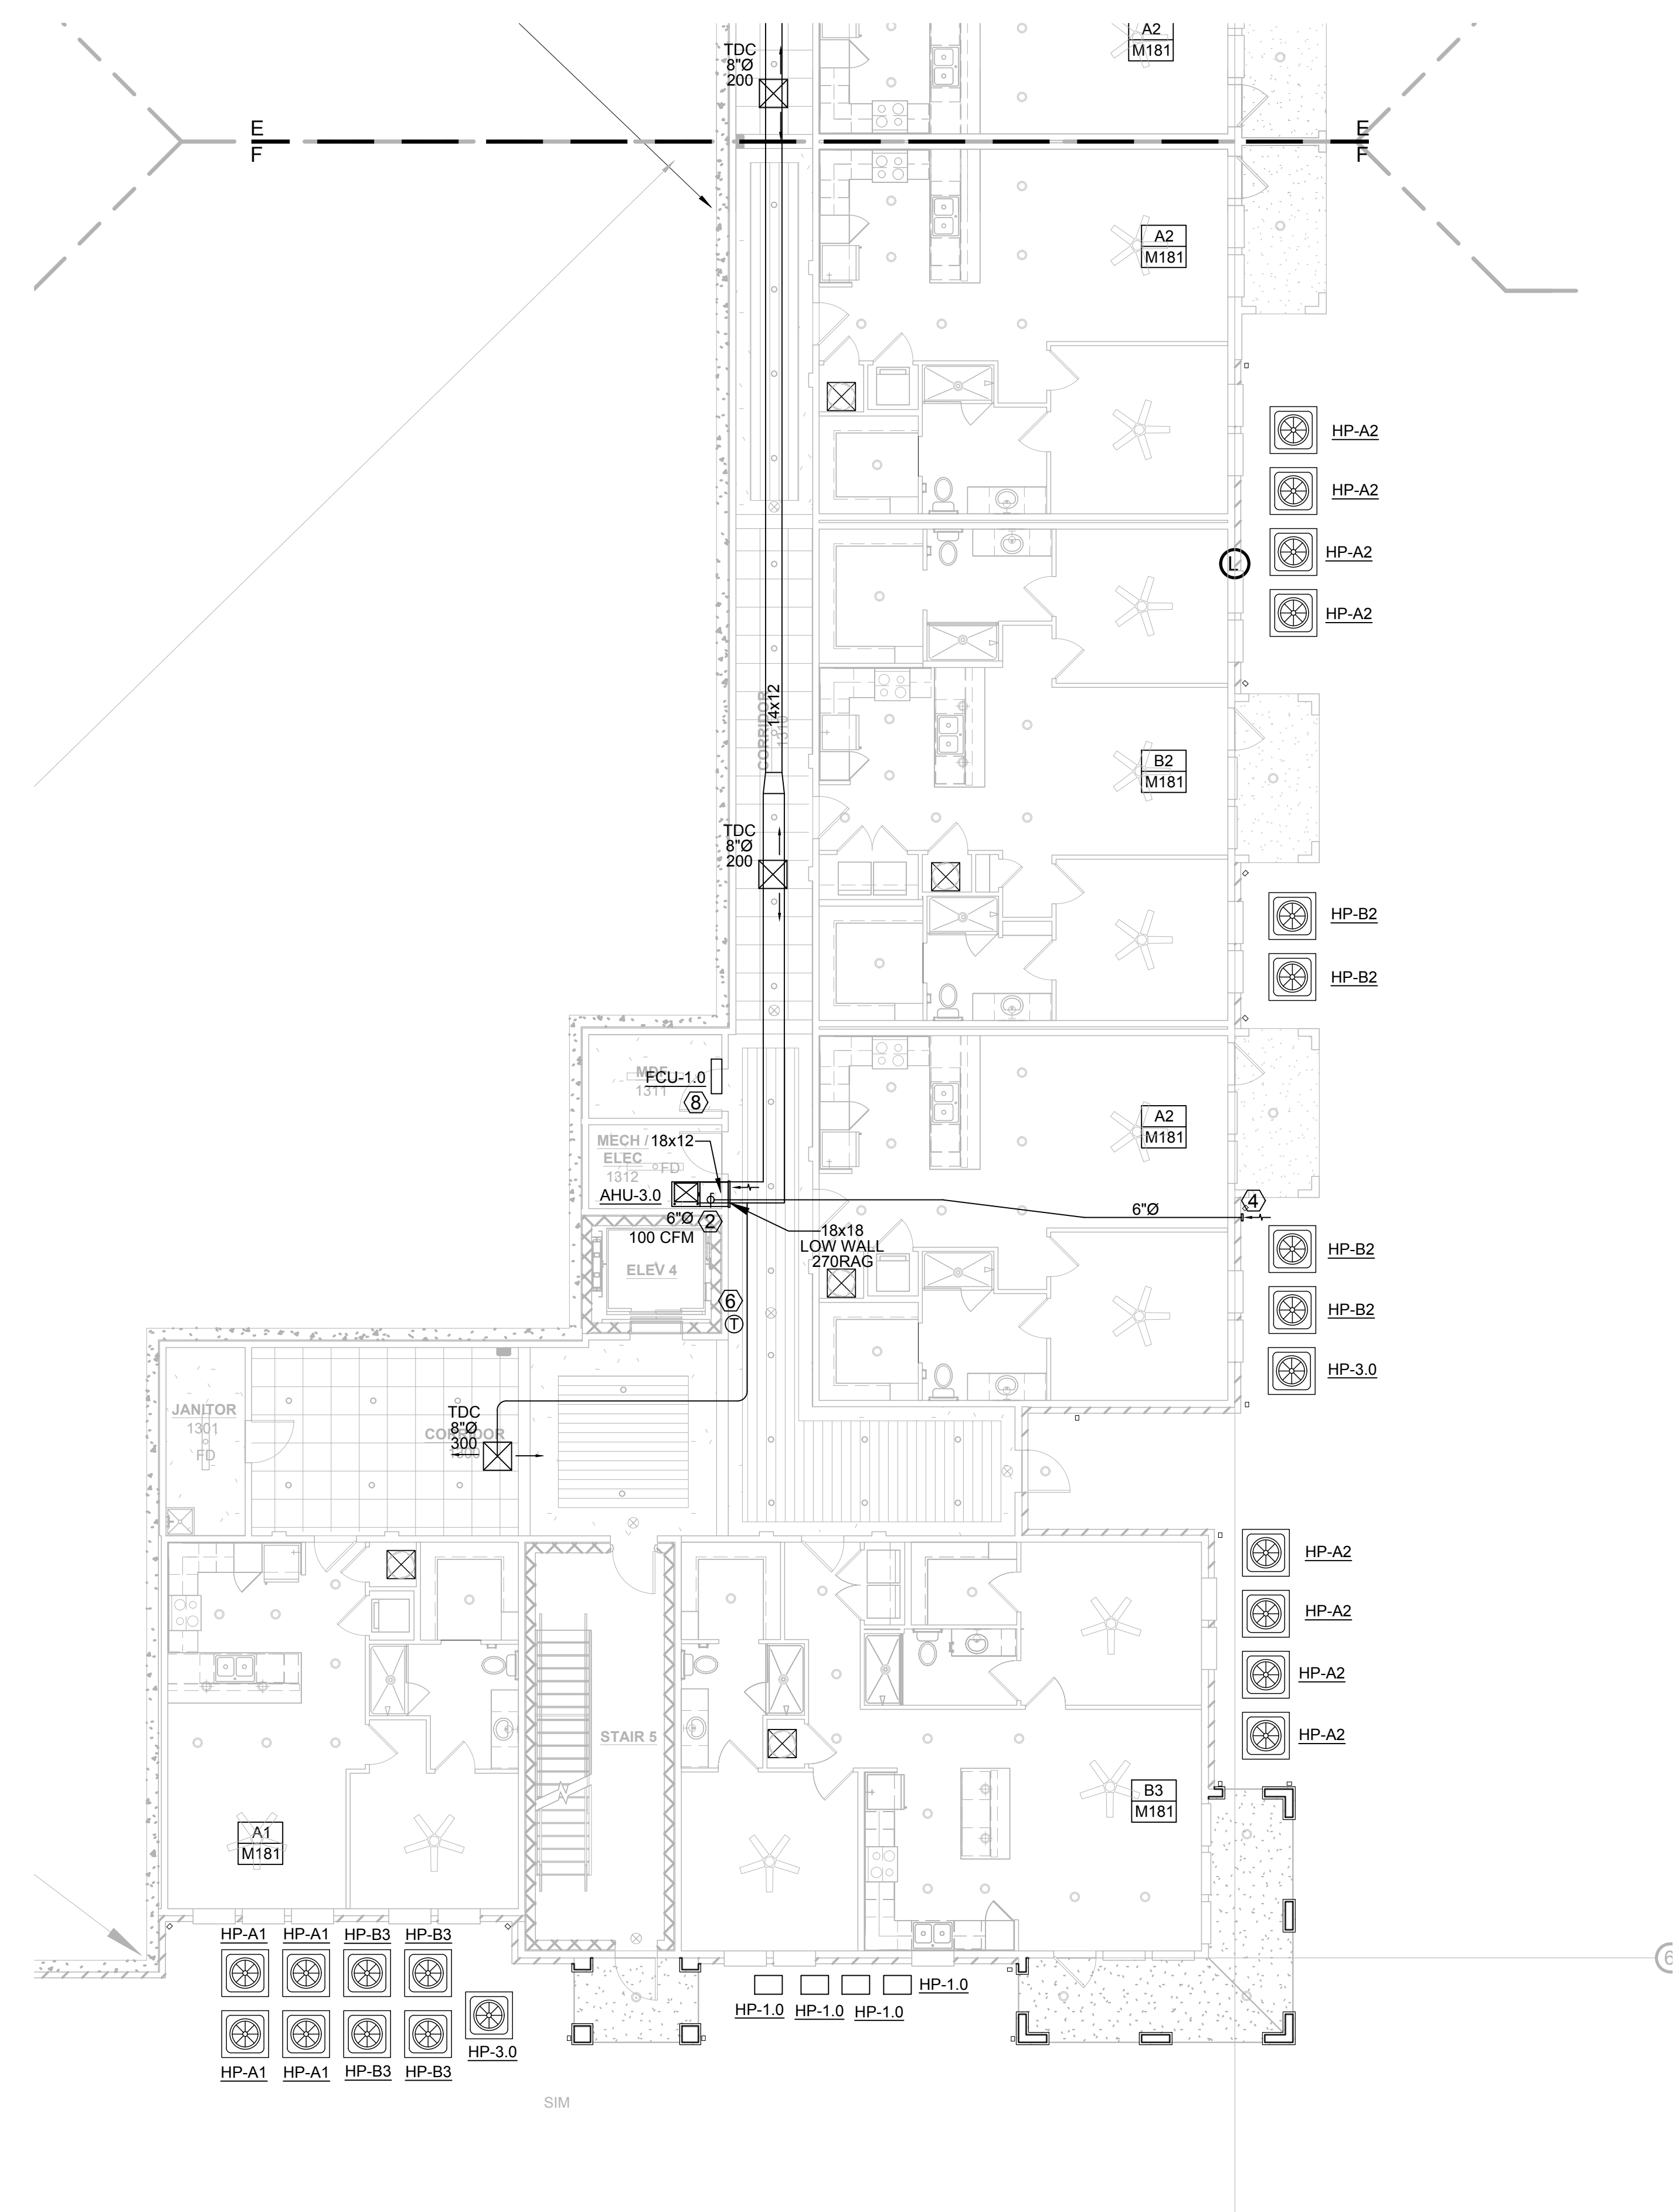 A2
M181
TDC
8"Ø
200
E
F
E
F
A2
M181
HP-A2
HP-A2
HP-A2
L
HP-A2
14x12
CORRIDOR
1310
B2
M181
TDC
8"Ø
200
HP-B2
HP-B2
MDF
1311
FCU-1.0
8
A2
M181
MECH /
ELEC
1312
FD
18x12
AHU-3.0
6"Ø
100 CFM
2
6"Ø
4
18x18
LOW WALL
270RAG
ELEV 4
6
T
HP-B2
HP-B2
HP-3.0
JANITOR
1301
FD
TDC
8"Ø
300
CORRIDOR
HP-A2
HP-A2
HP-A2
HP-A2
STAIR 5
B3
M181
A1
M181
HP-A1
HP-A1
HP-B3
HP-B3
HP-1.0
HP-1.0
HP-1.0
HP-1.0
HP-3.0
HP-A1
HP-A1
HP-B3
HP-B3
SIM
6